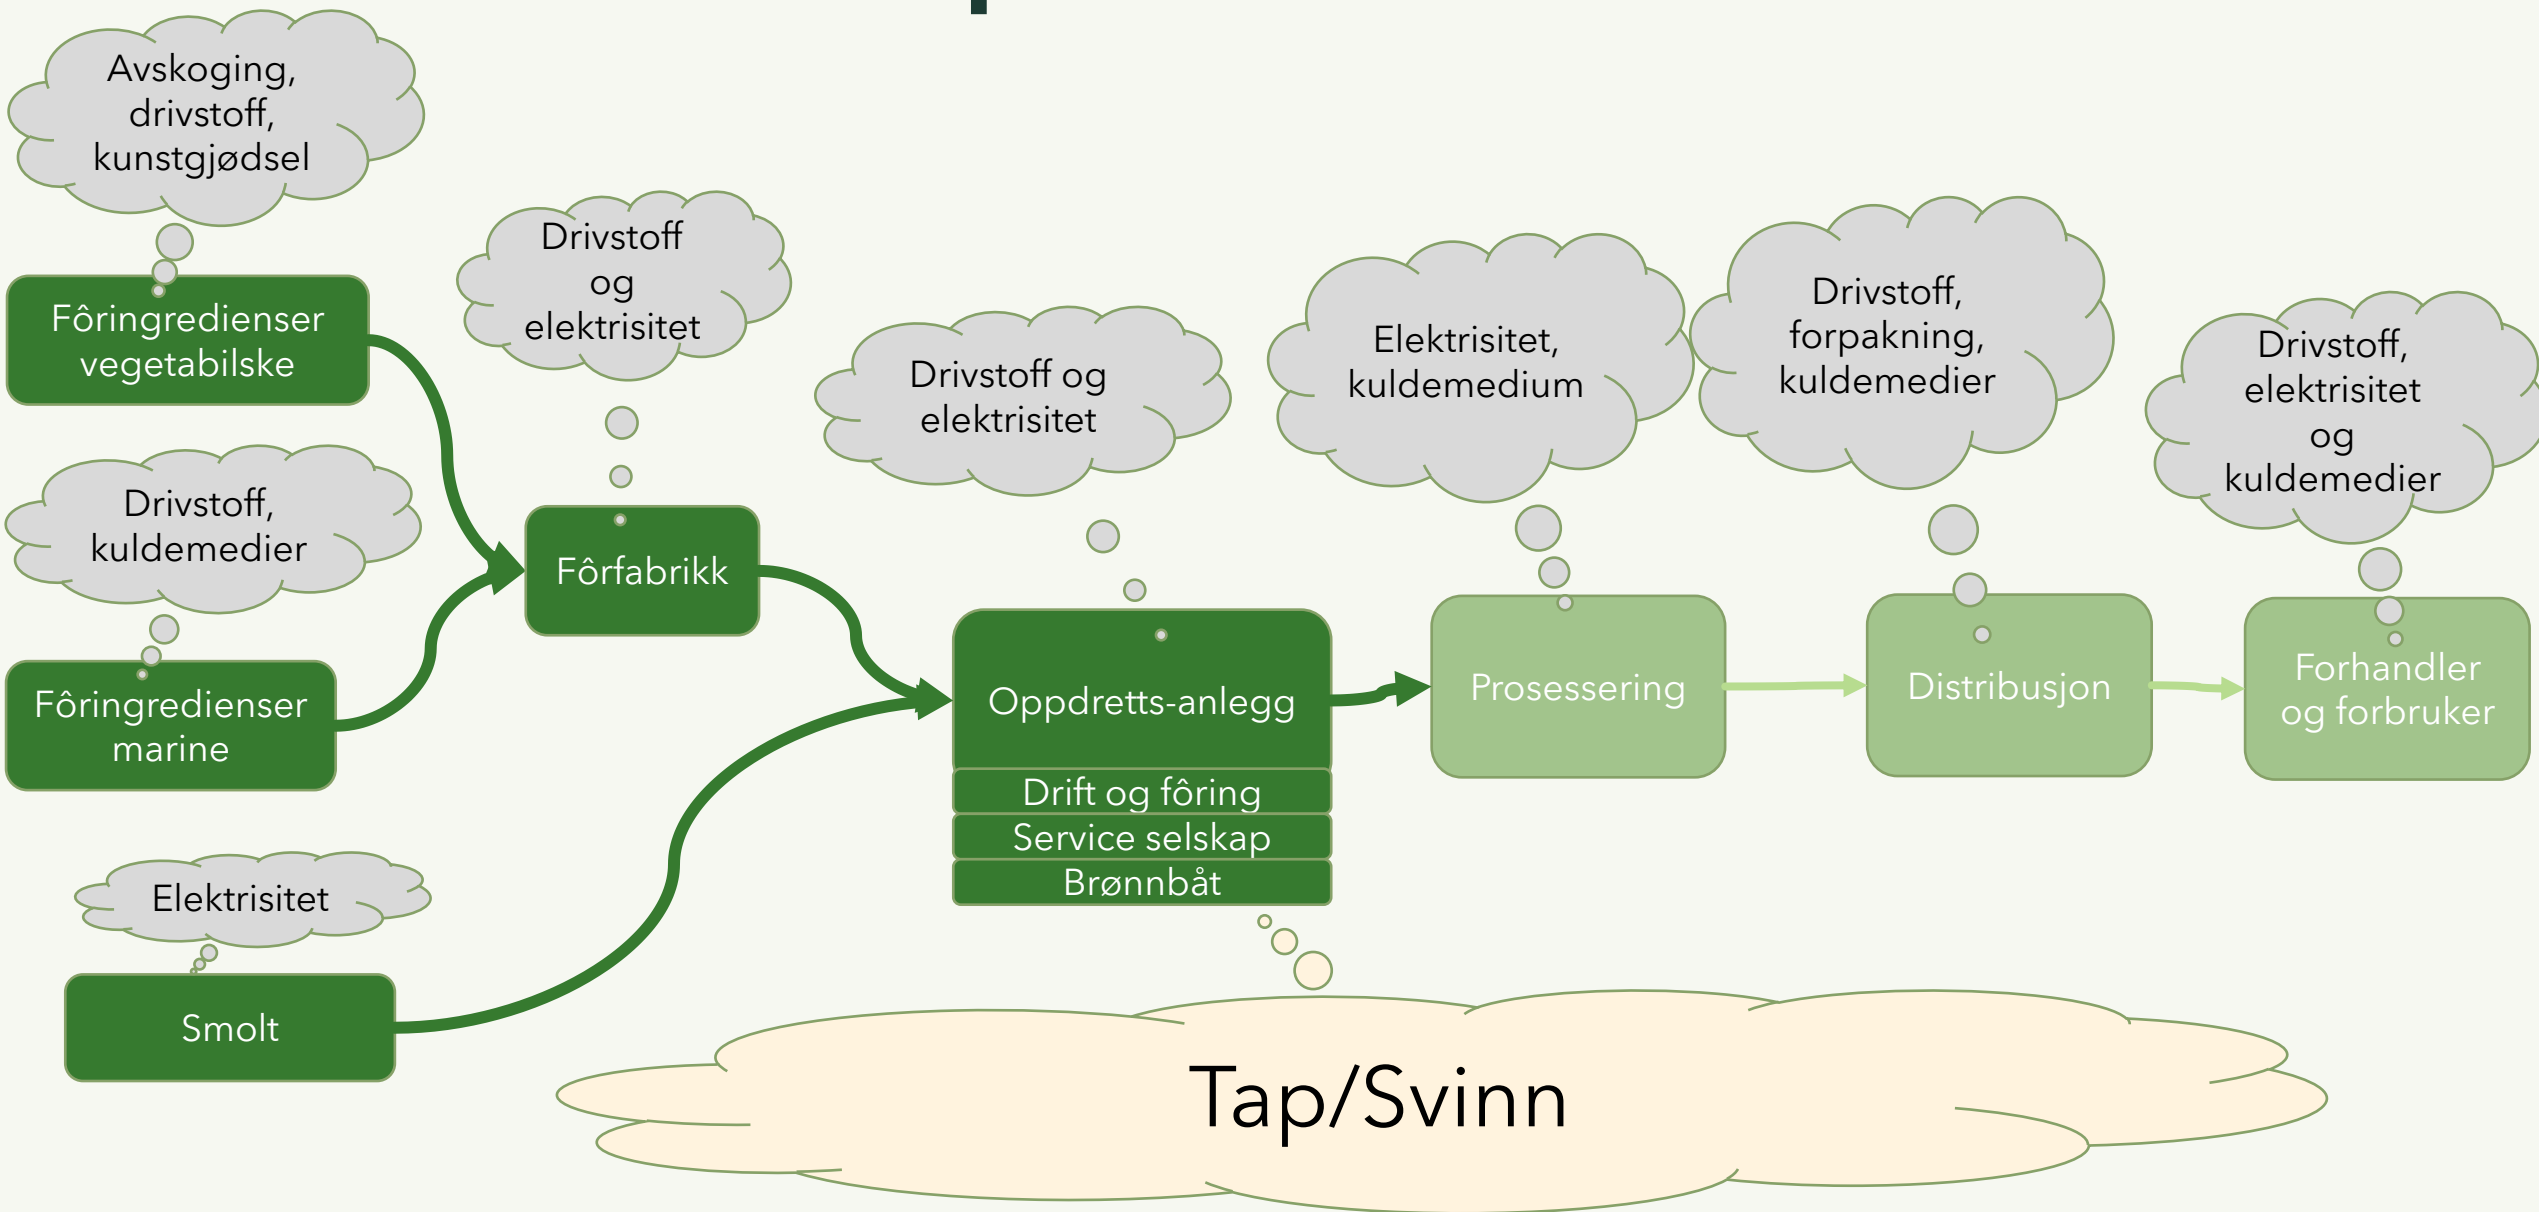 Avskoging,
drivstoff,
kunstgjødsel
Fôringredienser
vegetabilske
Drivstoff,
kuldemedier
Fôringredienser
marine
Elektrisitet
Smolt
Drivstoff
og
elektrisitet
Fôrfabrikk
Drivstoff og
elektrisitet
Oppdretts-anlegg
Drift og fôring
Service selskap
Brønnbåt
Elektrisitet,
kuldemedium
Prosessering
Drivstoff,
forpakning,
kuldemedier
Distribusjon
Drivstoff,
elektrisitet
og
kuldemedier
Forhandler
og forbruker
Tap/Svinn